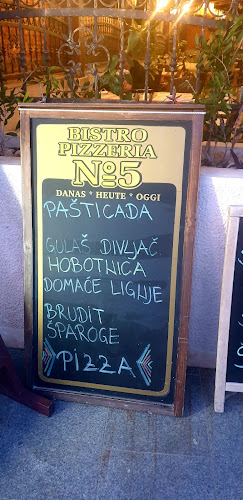 BISTRO
PIZZERIA
Nº5
DANAS * HEUTE * OGGI
PAŠTICADA
GULAŠ DIVLJAČ
HOBOTNICA
DOMAĆE LIGNJE
BRUDIT
ŠPAROGE
PIZZA